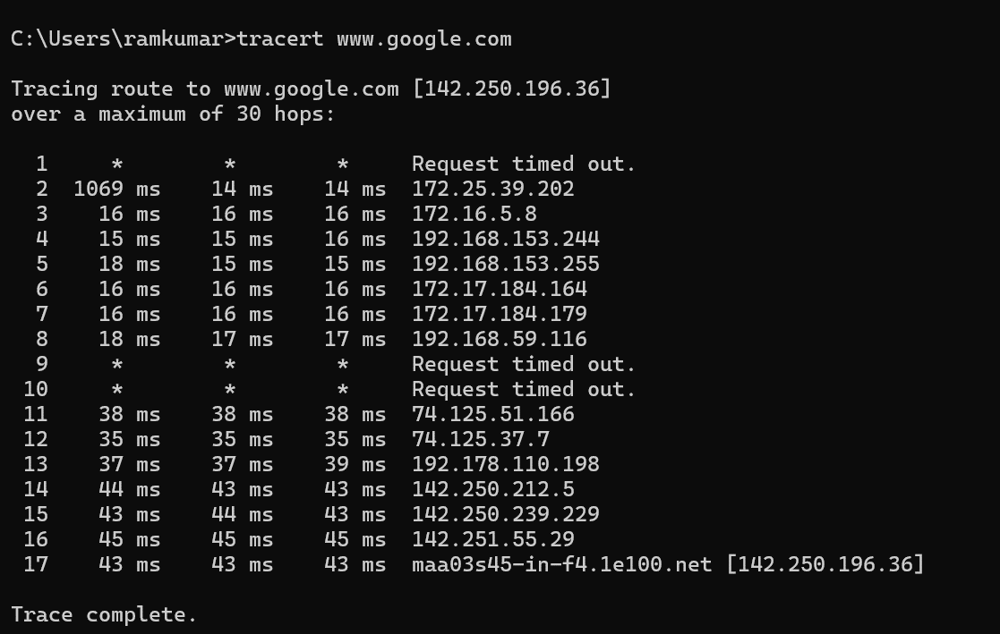 C:\Users\ramkumar>tracert www.google.com
Tracing route to www.google.com [142.250.196.36]
over a maximum of 30 hops:
  1     *        *        *     Request timed out.
  2  1069 ms    14 ms    14 ms  172.25.39.202
  3    16 ms    16 ms    16 ms  172.16.5.8
  4    15 ms    15 ms    16 ms  192.168.153.244
  5    18 ms    15 ms    15 ms  192.168.153.255
  6    16 ms    16 ms    16 ms  172.17.184.164
  7    16 ms    16 ms    16 ms  172.17.184.179
  8    18 ms    17 ms    17 ms  192.168.59.116
  9     *        *        *     Request timed out.
 10     *        *        *     Request timed out.
 11    38 ms    38 ms    38 ms  74.125.51.166
 12    35 ms    35 ms    35 ms  74.125.37.7
 13    37 ms    37 ms    39 ms  192.178.110.198
 14    44 ms    43 ms    43 ms  142.250.212.5
 15    43 ms    44 ms    43 ms  142.250.239.229
 16    45 ms    45 ms    45 ms  142.251.55.29
 17    43 ms    43 ms    43 ms  maa03s45-in-f4.1e100.net [142.250.196.36]
Trace complete.